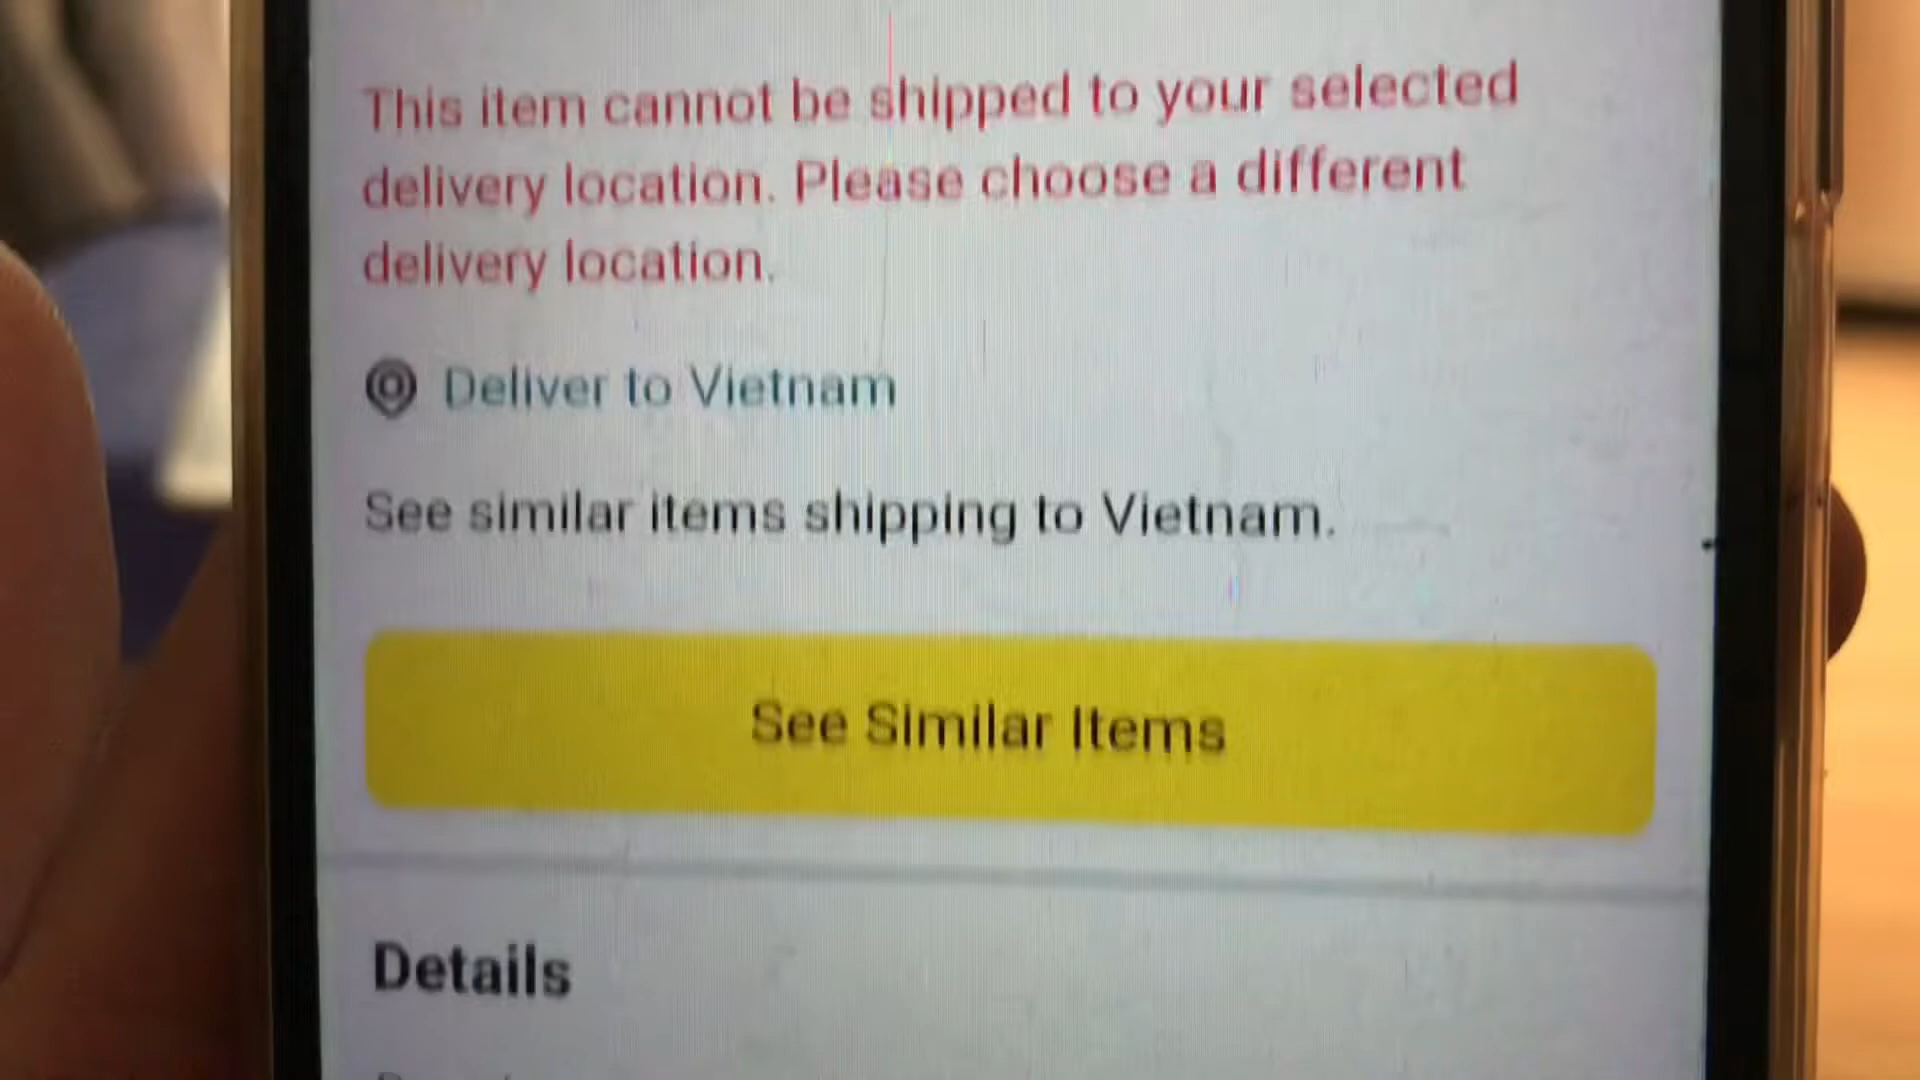 This item cannot be shipped to your selected
delivery location. Please choose a different
delivery location.
Deliver to Vietnam
See similar items shipping to Vietnam.
See Similar Items
Details